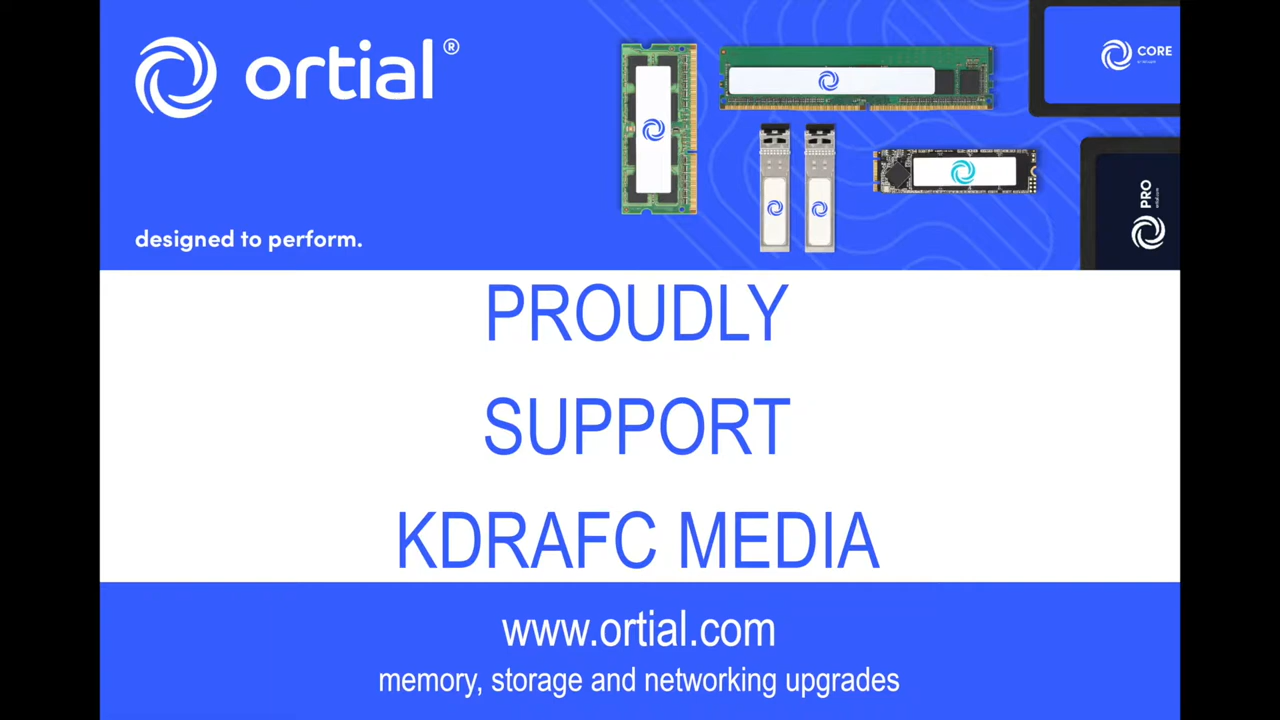 ortial®
CORE
PRO
designed to perform.
PROUDLY
SUPPORT
KDRAFC MEDIA
www.ortial.com
memory, storage and networking upgrades